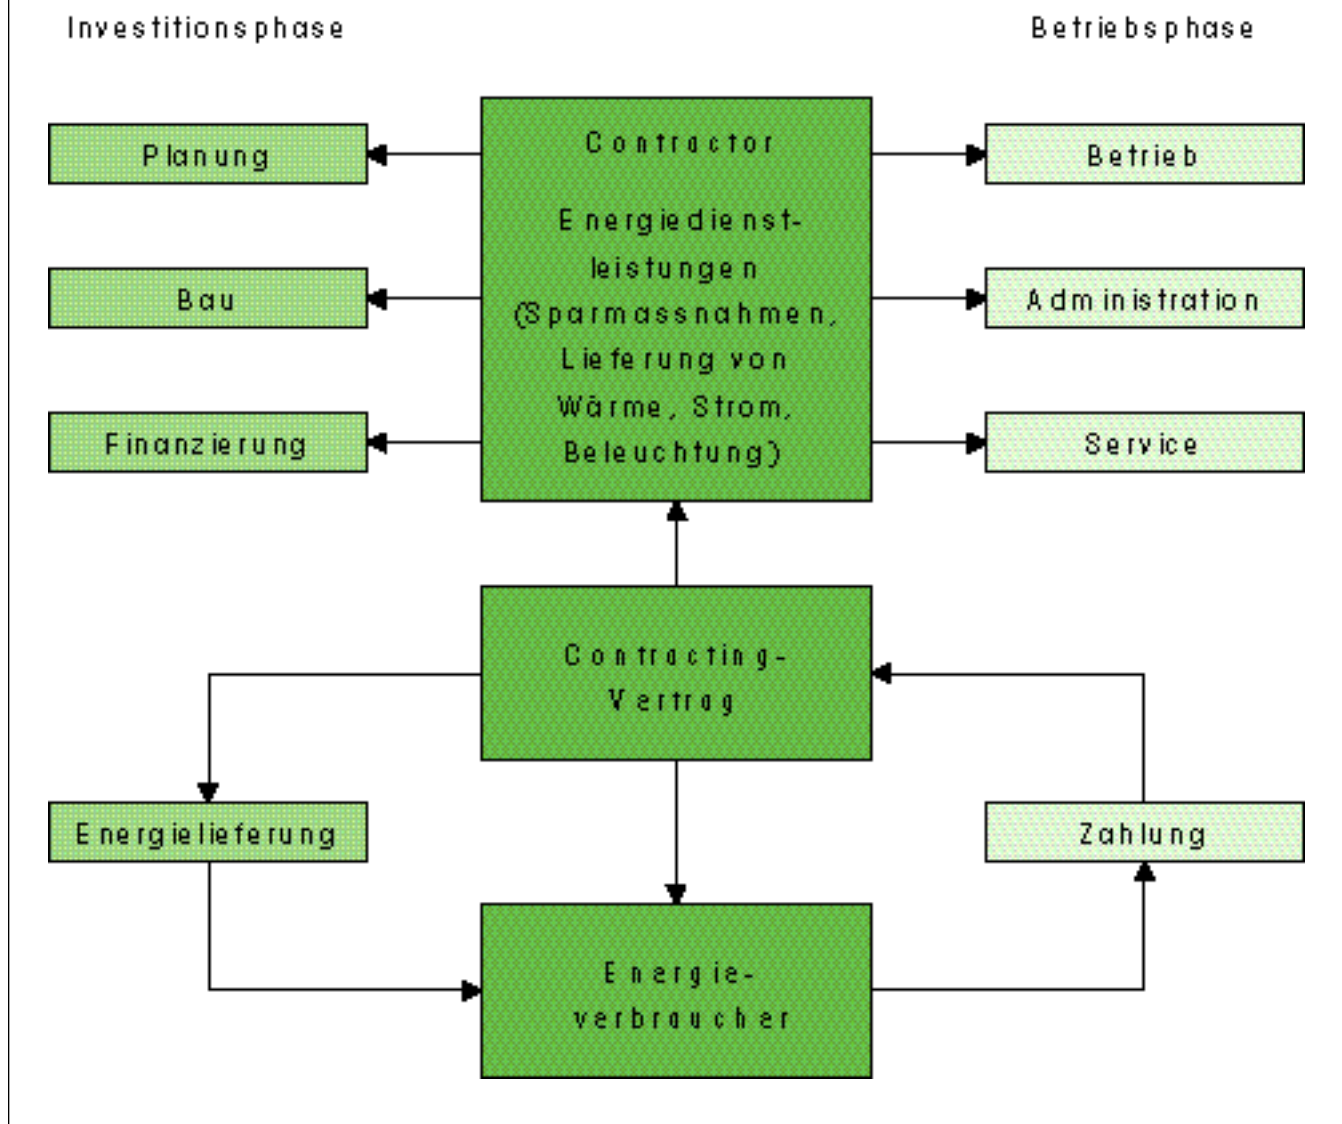 Investitionsphase
Betriebsphase
Planung
Bau
Finanzierung
Contractor
Energiedienst-
leistungen
(Sparmassnahmen,
Lieferung von
Wärme, Strom,
Beleuchtung)
Betrieb
Administration
Service
Contracting-
Vertrag
Energielieferung
Zahlung
Energie-
verbraucher